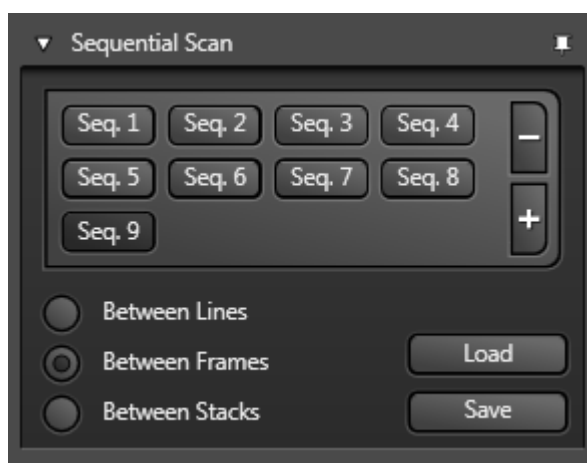 Sequential Scan
Seq. 1 Seq. 2 Seq. 3 Seq. 4 −
Seq. 5 Seq. 6 Seq. 7 Seq. 8
Seq. 9 +
Between Lines
Between Frames Load
Between Stacks Save